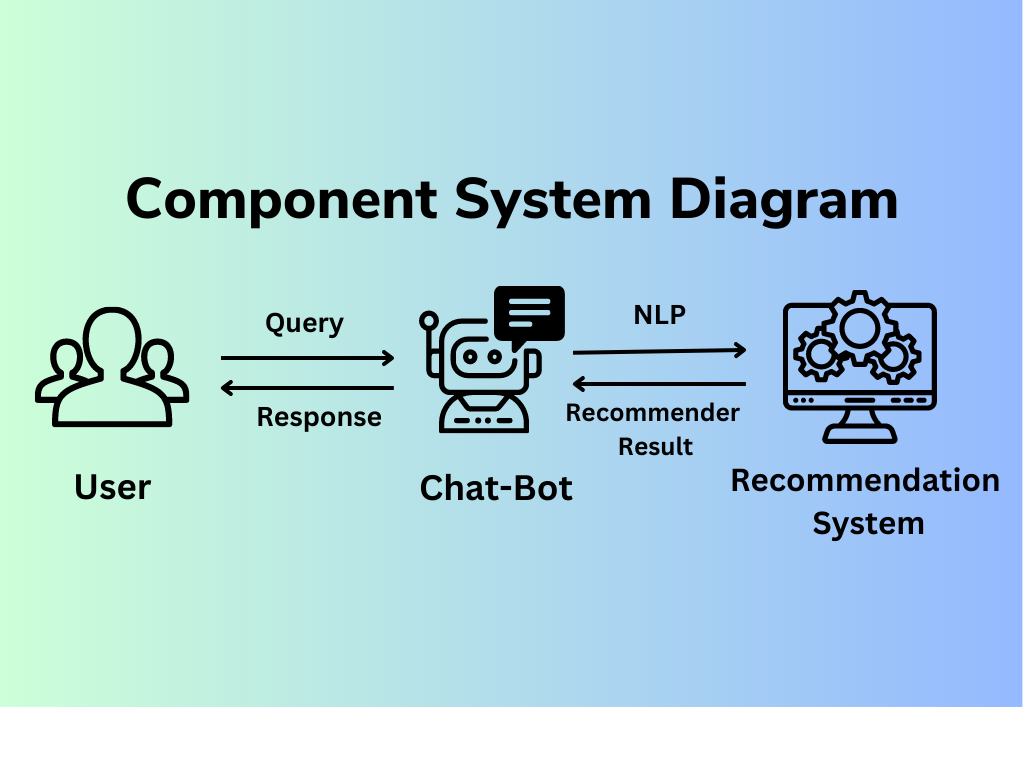 Component System Diagram
Query
Response
NLP
Recommender
Result
User
Chat-Bot
Recommendation
System